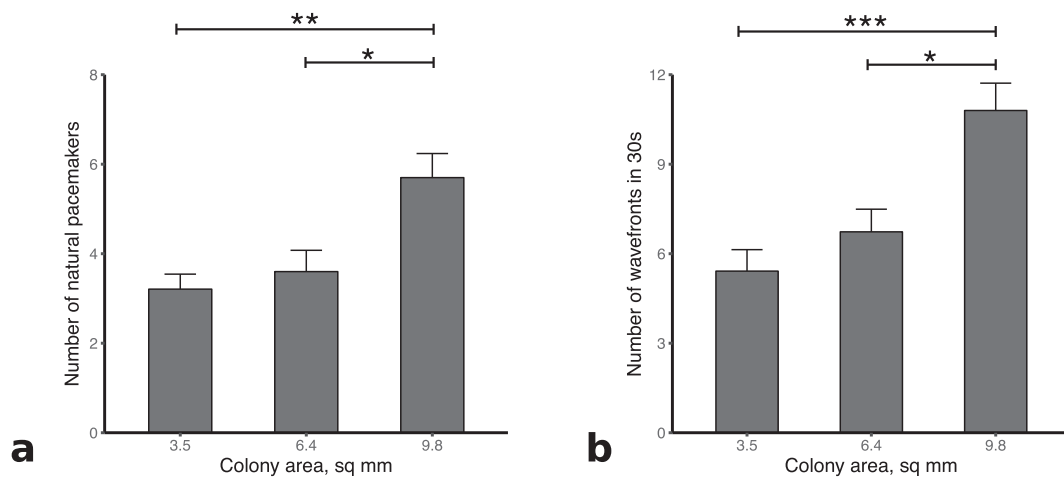 **
*
8
6
4
2
0
Number of natural pacemakers
3.5 6.4 9.8
Colony area, sq mm
a
***
*
12
9
6
3
0
Number of wavefronts in 30s
3.5 6.4 9.8
Colony area, sq mm
b